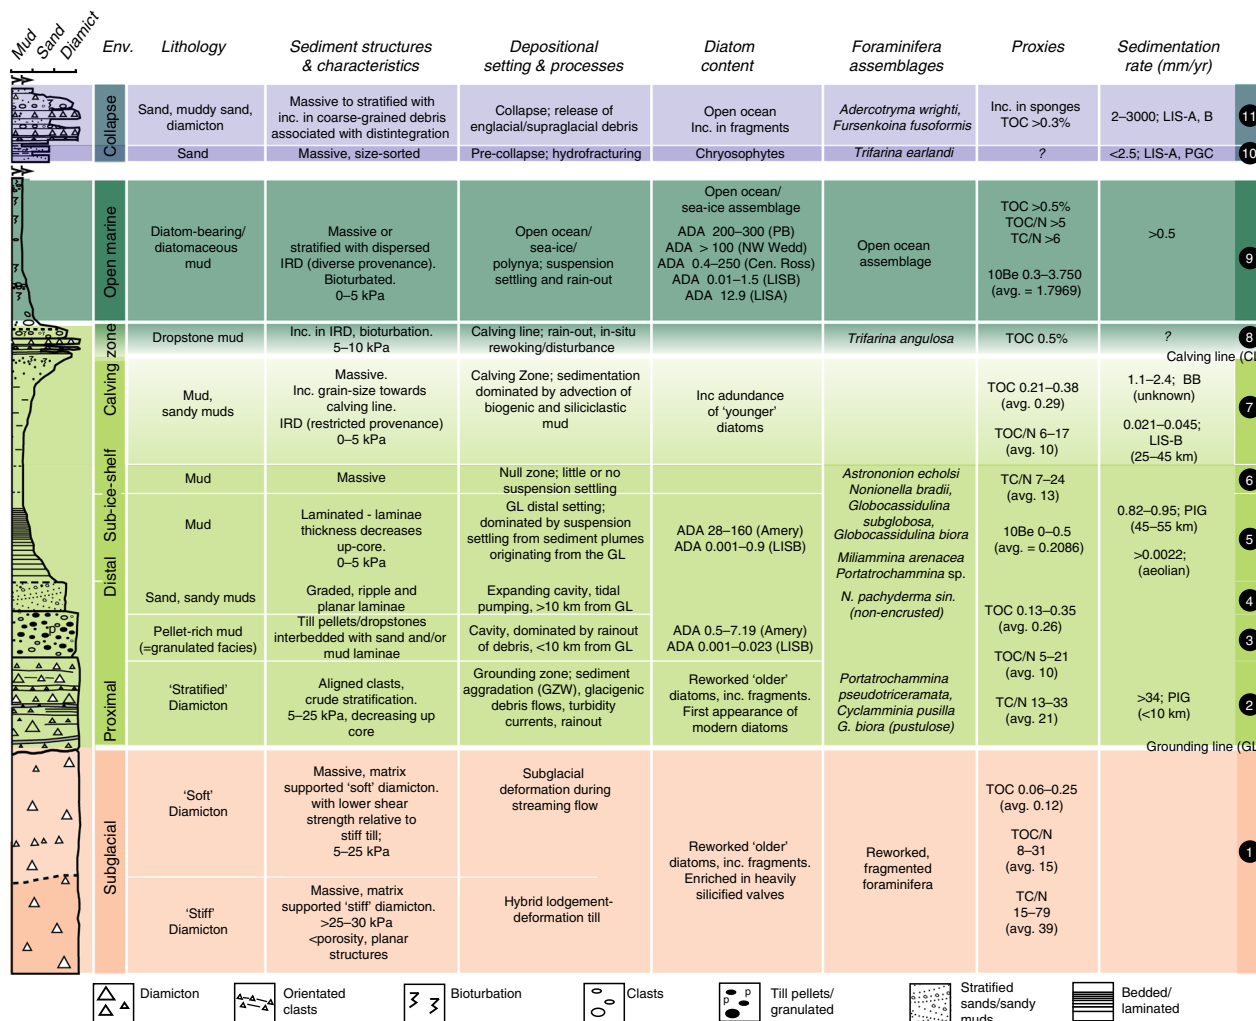 Mud
Sand
Diamict
Env.
Lithology
Sediment structures
& characteristics
Depositional
setting & processes
Diatom
content
Foraminifera
assemblages
Proxies
Sedimentation
rate (mm/yr)
Collapse
Sand, muddy sand,
diamicton
Massive to stratified with
inc. in coarse-grained debris
associated with distintegration
Collapse; release of
englacial/supraglacial debris
Open ocean
Inc. in fragments
Adercotryma wrighti,
Fursenkoina fusoformis
Inc. in sponges
TOC >0.3%
2–3000; LIS-A, B
11
Sand
Massive, size-sorted
Pre-collapse; hydrofracturing
Chryosophytes
Trifarina earlandi
?
<2.5; LIS-A, PGC
10
Open marine
Diatom-bearing/
diatomaceous
mud
Massive or
stratified with dispersed
IRD (diverse provenance).
Bioturbated.
0–5 kPa
Open ocean/
sea-ice/
polynya; suspension
settling and rain-out
Open ocean/
sea-ice assemblage
ADA 200–300 (PB)
ADA > 100 (NW Wedd)
ADA 0.4–250 (Cen. Ross)
ADA 0.01–1.5 (LISB)
ADA 12.9 (LISA)
Open ocean
assemblage
TOC >0.5%
TOC/N >5
TC/N >6
10Be 0.3–3.750
(avg. = 1.7969)
>0.5
9
Calving zone
Dropstone mud
Inc. in IRD, bioturbation.
5–10 kPa
Calving line; rain-out, in-situ
rewoking/disturbance
Trifarina angulosa
TOC 0.5%
?
8
Calving line (Cl
Mud,
sandy muds
Massive.
Inc. grain-size towards
calving line.
IRD (restricted provenance)
0–5 kPa
Calving Zone; sedimentation
dominated by advection of
biogenic and siliciclastic
mud
Inc adundance
of ‘younger’
diatoms
TOC 0.21–0.38
(avg. 0.29)
TOC/N 6–17
(avg. 10)
1.1–2.4; BB
(unknown)
0.021–0.045;
LIS-B
(25–45 km)
7
Sub-ice-shelf
Distal
Mud
Massive
Null zone; little or no
suspension settling
Astrononion echolsi
Nonionella bradii,
Globocassidulina
subglobosa,
Globocassidulina biora
Miliammina arenacea
Portatrochammina sp.
N. pachyderma sin.
(non-encrusted)
TC/N 7–24
(avg. 13)
10Be 0–0.5
(avg. = 0.2086)
6
Mud
Laminated - laminae
thickness decreases
up-core.
0–5 kPa
GL distal setting;
dominated by suspension
settling from sediment plumes
originating from the GL
ADA 28–160 (Amery)
ADA 0.001–0.9 (LISB)
0.82–0.95; PIG
(45–55 km)
>0.0022;
(aeolian)
5
Sand, sandy muds
Graded, ripple and
planar laminae
Expanding cavity, tidal
pumping, >10 km from GL
4
Pellet-rich mud
(=granulated facies)
Till pellets/dropstones
interbedded with sand and/or
mud laminae
Cavity, dominated by rainout
of debris, <10 km from GL
ADA 0.5–7.19 (Amery)
ADA 0.001–0.023 (LISB)
TOC 0.13–0.35
(avg. 0.26)
TOC/N 5–21
(avg. 10)
TC/N 13–33
(avg. 21)
3
p
Proximal
‘Stratified’
Diamicton
Aligned clasts,
crude stratification.
5–25 kPa, decreasing up
core
Grounding zone; sediment
aggradation (GZW), glacigenic
debris flows, turbidity
currents, rainout
Reworked ‘older’
diatoms, inc. fragments.
First appearance of
modern diatoms
Portatrochammina
pseudotriceramata,
Cyclamminia pusilla
G. biora (pustulose)
>34; PIG
(<10 km)
2
Grounding line (GL
Subglacial
‘Soft’
Diamicton
Massive, matrix
supported ‘soft’ diamicton.
with lower shear
strength relative to
stiff till;
5–25 kPa
Subglacial
deformation during
streaming flow
Reworked ‘older’
diatoms, inc. fragments.
Enriched in heavily
silicified valves
Reworked,
fragmented
foraminifera
TOC 0.06–0.25
(avg. 0.12)
TOC/N
8–31
(avg. 15)
TC/N
15–79
(avg. 39)
1
‘Stiff’
Diamicton
Massive, matrix
supported ‘stiff’ diamicton.
>25–30 kPa
<porosity, planar
structures
Hybrid lodgement-
deformation till
Diamicton
Orientated
clasts
Bioturbation
Clasts
p
p
p
Till pellets/
granulated
Stratified
sands/sandy
muds
Bedded/
laminated